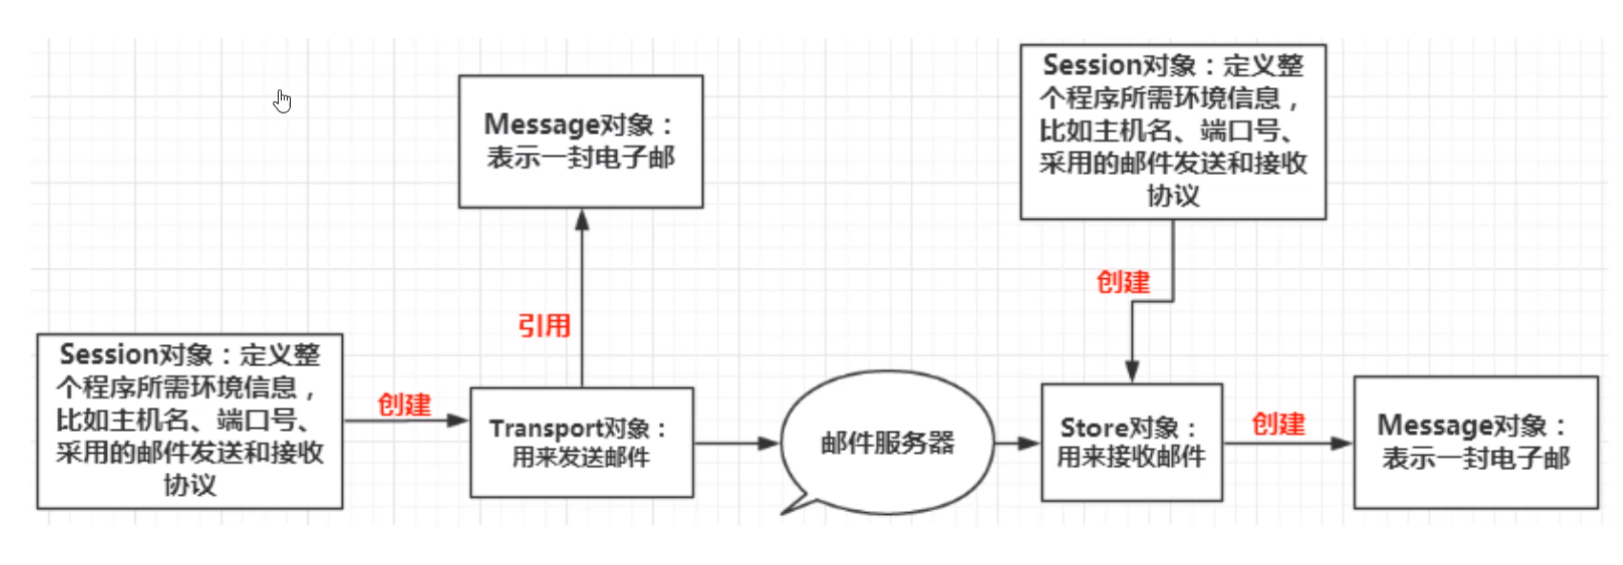 Message对象：
表示一封电子邮
Session对象：定义整
个程序所需环境信息，
比如主机名、端口号、
采用的邮件发送和接收
协议
引用
创建
Session对象：定义整
个程序所需环境信息，
比如主机名、端口号、
采用的邮件发送和接收
协议
创建
Transport对象：
用来发送邮件
邮件服务器
Store对象：
用来接收邮件
创建
Message对象：
表示一封电子邮